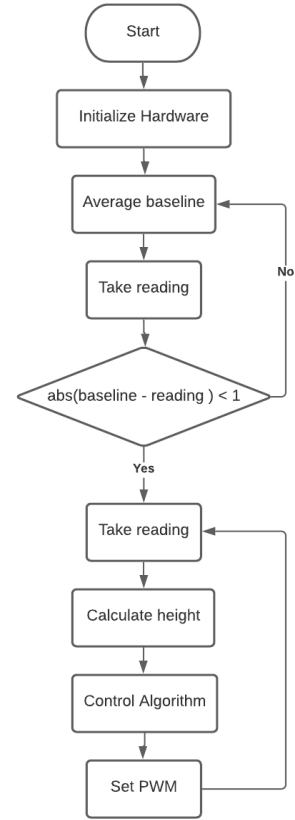 Start
Initialize Hardware
Average baseline
Take reading
No
abs(baseline - reading ) < 1
Yes
Take reading
Calculate height
Control Algorithm
Set PWM